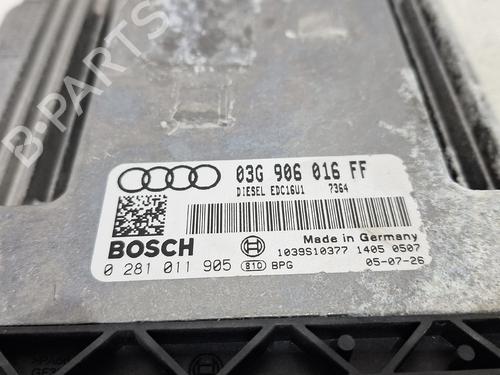 B-PARTS
03G 906 016 FF
DIESEL EDC16U1 7364
BOSCH
Made in Germany
1039S10377 1405 0507
0 281 011 905 810 BPG 05-07-26